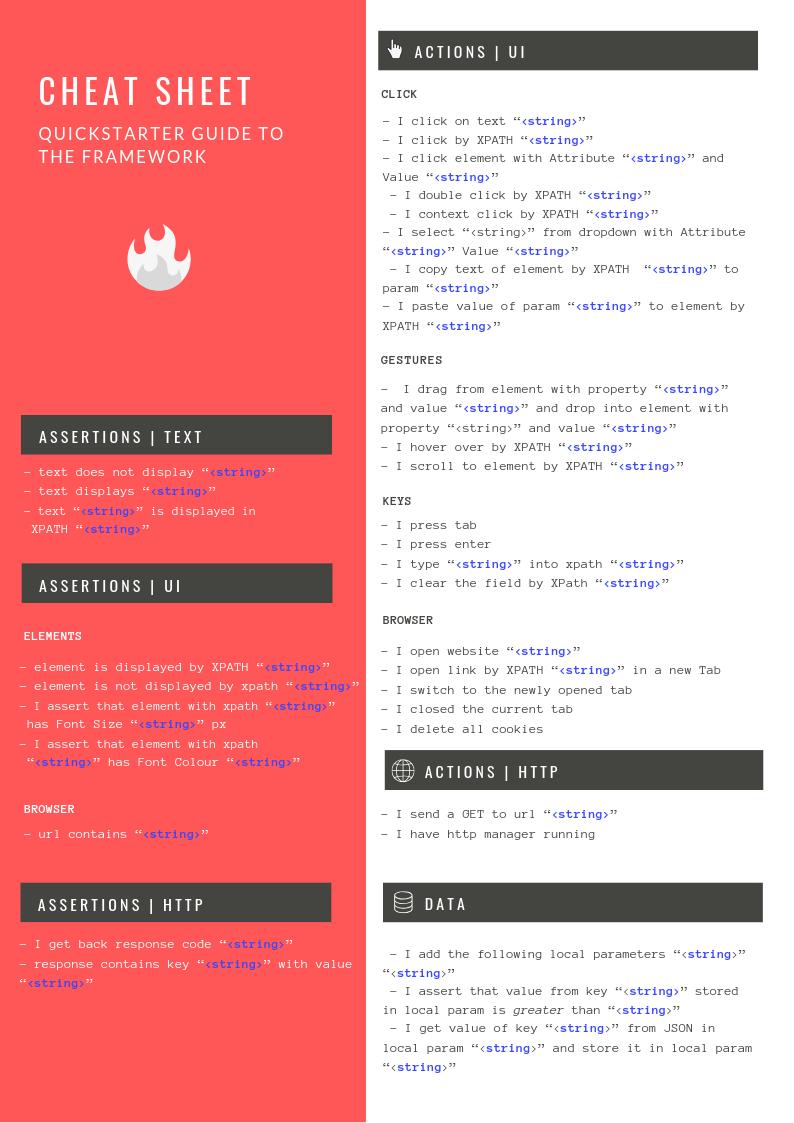 CHEAT SHEET
QUICKSTARTER GUIDE TO
THE FRAMEWORK
ASSERTIONS | TEXT
– text does not display “<string>”
– text displays “<string>”
– text “<string>” is displayed in
XPATH “<string>”
ASSERTIONS | UI
ELEMENTS
– element is displayed by XPATH “<string>”
– element is not displayed by xpath “<string>”
– I assert that element with xpath “<string>”
has Font Size “<string>” px
– I assert that element with xpath
“<string>” has Font Colour “<string>”
BROWSER
– url contains “<string>”
ASSERTIONS | HTTP
– I get back response code “<string>”
– response contains key “<string>” with value
“<string>”
ACTIONS | UI
CLICK
– I click on text “<string>”
– I click by XPATH “<string>”
– I click element with Attribute “<string>” and
Value “<string>”
– I double click by XPATH “<string>”
– I context click by XPATH “<string>”
– I select “<string>” from dropdown with Attribute
“<string>” Value “<string>”
– I copy text of element by XPATH “<string>” to
param “<string>”
– I paste value of param “<string>” to element by
XPATH “<string>”
GESTURES
– I drag from element with property “<string>”
and value “<string>” and drop into element with
property “<string>” and value “<string>”
– I hover over by XPATH “<string>”
– I scroll to element by XPATH “<string>”
KEYS
– I press tab
– I press enter
– I type “<string>” into xpath “<string>”
– I clear the field by XPath “<string>”
BROWSER
– I open website “<string>”
– I open link by XPATH “<string>” in a new Tab
– I switch to the newly opened tab
– I closed the current tab
– I delete all cookies
ACTIONS | HTTP
– I send a GET to url “<string>”
– I have http manager running
DATA
– I add the following local parameters “<string>”
“<string>”
– I assert that value from key “<string>” stored
in local param is greater than “<string>”
– I get value of key “<string>” from JSON in
local param “<string>” and store it in local param
“<string>”